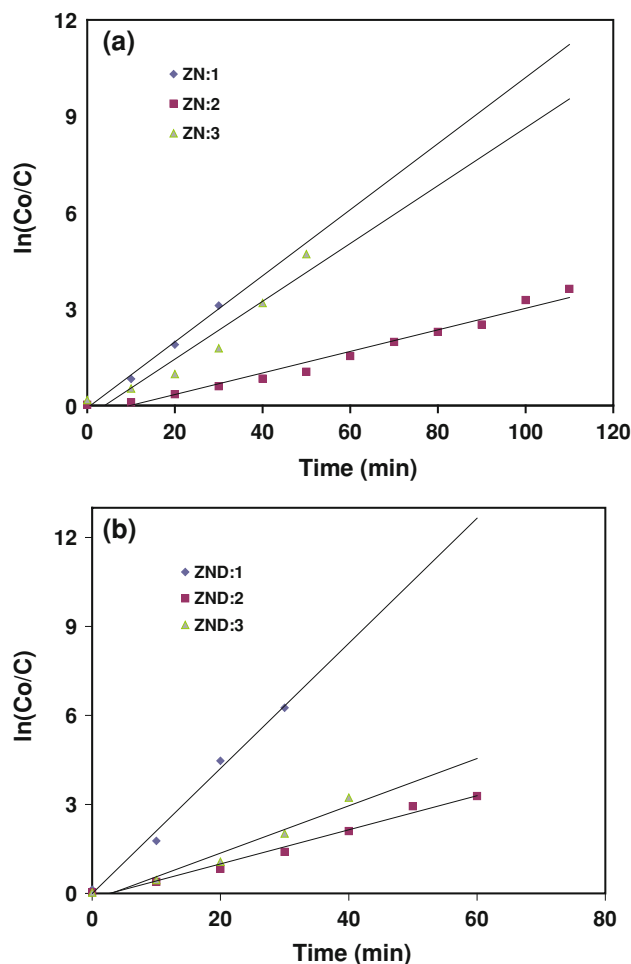 (a)
ZN:1
ZN:2
ZN:3
ln(Co/C)
12
9
6
3
0
0 20 40 60 80 100 120
Time (min)
(b)
ZND:1
ZND:2
ZND:3
ln(Co/C)
12
9
6
3
0
0 20 40 60 80
Time (min)